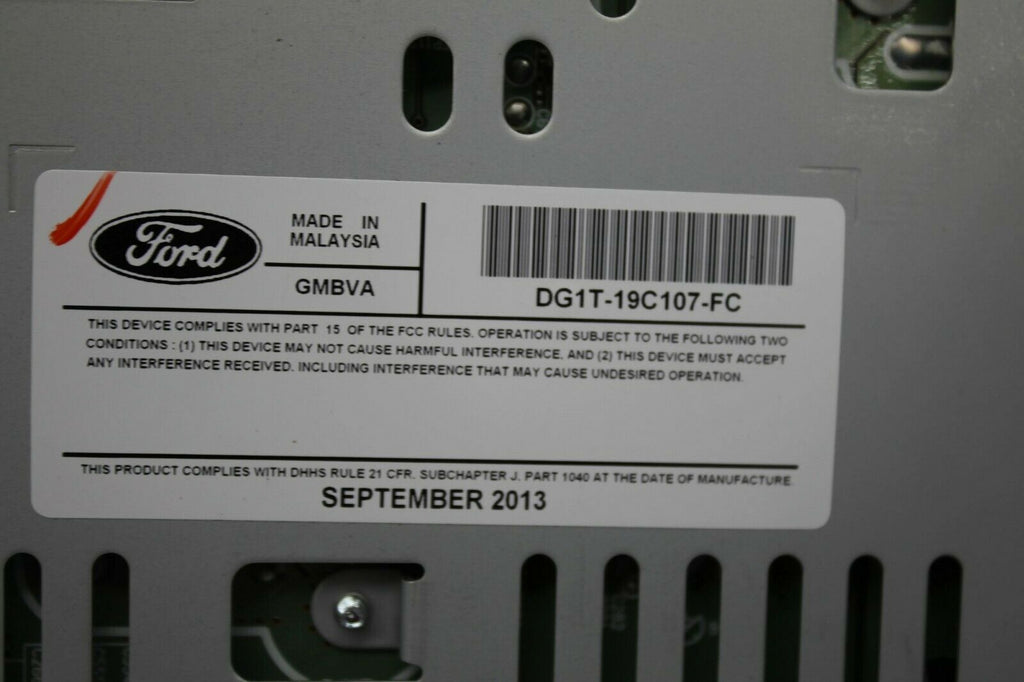 Ford
MADE IN
MALAYSIA
GMBVA
DG1T-19C107-FC
THIS DEVICE COMPLIES WITH PART 15 OF THE FCC RULES. OPERATION IS SUBJECT TO THE FOLLOWING TWO
CONDITIONS : (1) THIS DEVICE MAY NOT CAUSE HARMFUL INTERFERENCE, AND (2) THIS DEVICE MUST ACCEPT
ANY INTERFERENCE RECEIVED, INCLUDING INTERFERENCE THAT MAY CAUSE UNDESIRED OPERATION.
THIS PRODUCT COMPLIES WITH DHHS RULE 21 CFR, SUBCHAPTER J, PART 1040 AT THE DATE OF MANUFACTURE.
SEPTEMBER 2013